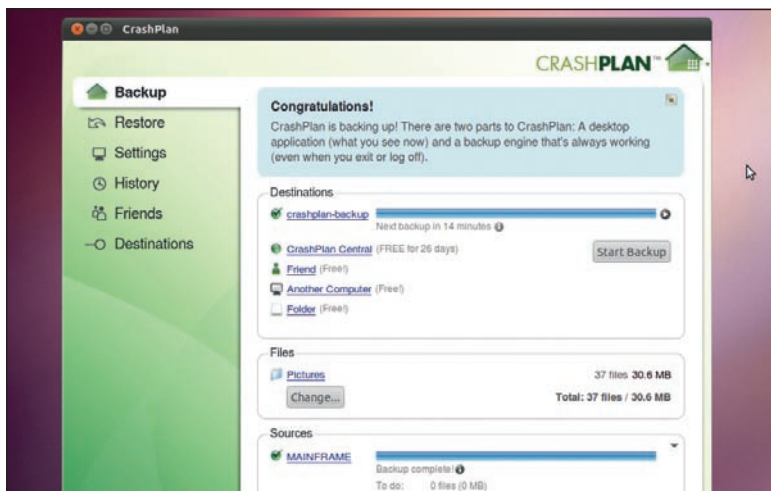 CrashPlan
CRASHPLAN™
Backup
Restore
Settings
History
Friends
Destinations
Congratulations!
CrashPlan is backing up! There are two parts to CrashPlan: A desktop
application (what you see now) and a backup engine that's always working
(even when you exit or log off).
Destinations
crashplan-backup
Next backup in 14 minutes
CrashPlan Central (FREE for 26 days)
Start Backup
Friend (Free!)
Another Computer (Free!)
Folder (Free!)
Files
Pictures 37 files 30.6 MB
Change... Total: 37 files / 30.6 MB
Sources
MAINFRAME
Backup complete!
To do: 0 files (0 MB)